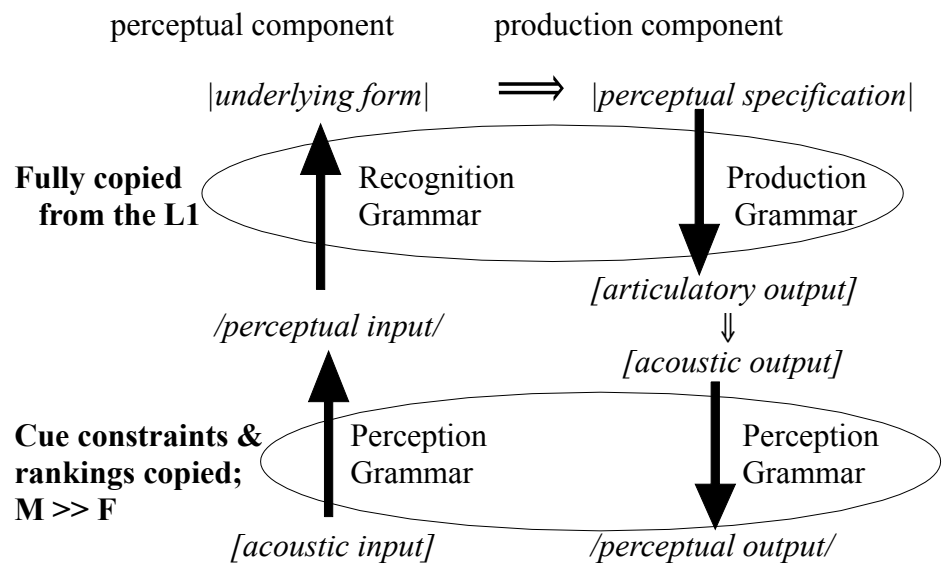 perceptual component production component
|underlying form| ⇒ |perceptual specification|
Fully copied
from the L1
Recognition
Grammar
Production
Grammar
[articulatory output]
/perceptual input/
⇓
[acoustic output]
Cue constraints &
rankings copied;
M >> F
Perception
Grammar
Perception
Grammar
[acoustic input] /perceptual output/